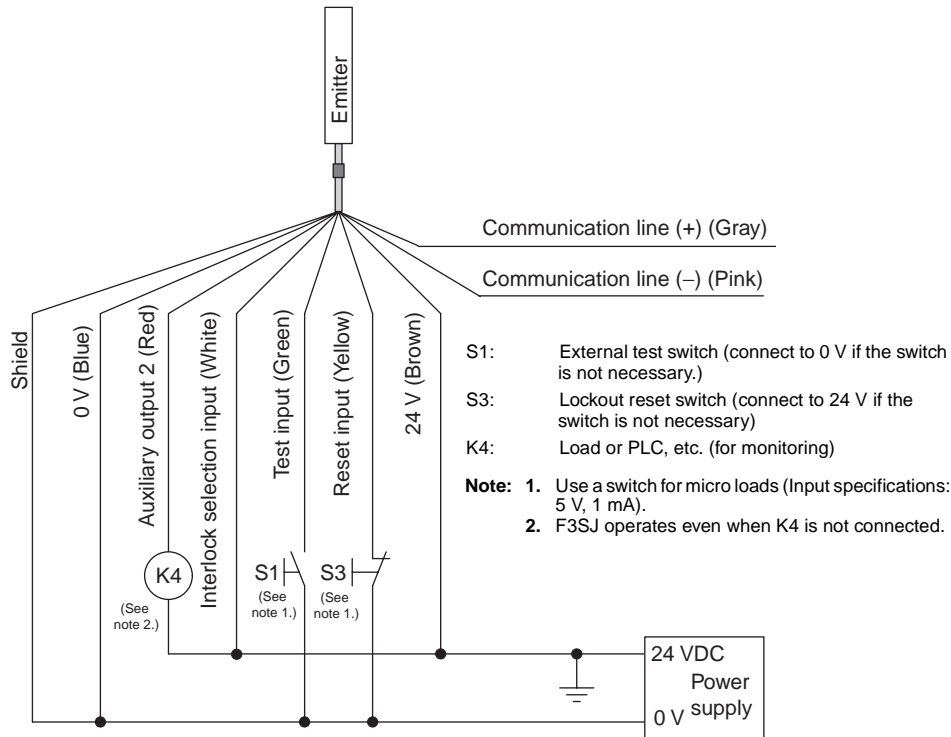 Emitter
Communication line (+) (Gray)
Communication line (−) (Pink)
Shield
0 V (Blue)
Auxiliary output 2 (Red)
Interlock selection input (White)
Test input (Green)
Reset input (Yellow)
24 V (Brown)
S1: External test switch (connect to 0 V if the switch
is not necessary.)
S3: Lockout reset switch (connect to 24 V if the
switch is not necessary)
K4: Load or PLC, etc. (for monitoring)
Note: 1. Use a switch for micro loads (Input specifications:
5 V, 1 mA).
2. F3SJ operates even when K4 is not connected.
K4
(See
note 2.)
S1
(See
note 1.)
S3
(See
note 1.)
24 VDC
Power
supply
0 V